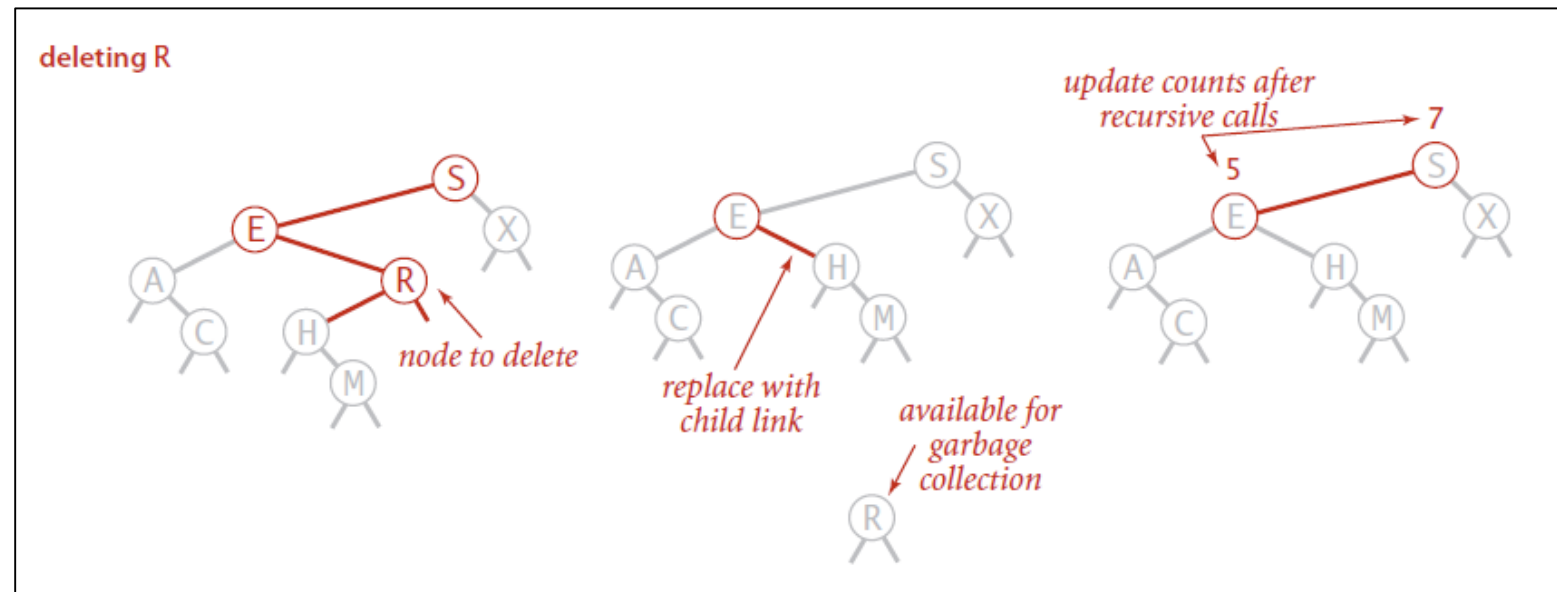 deleting R
update counts after
recursive calls
7
5
S
E
X
A
R
C
H
M
node to delete
S
E
X
A
H
C
M
replace with
child link
available for
garbage
collection
R
S
E
X
A
H
C
M